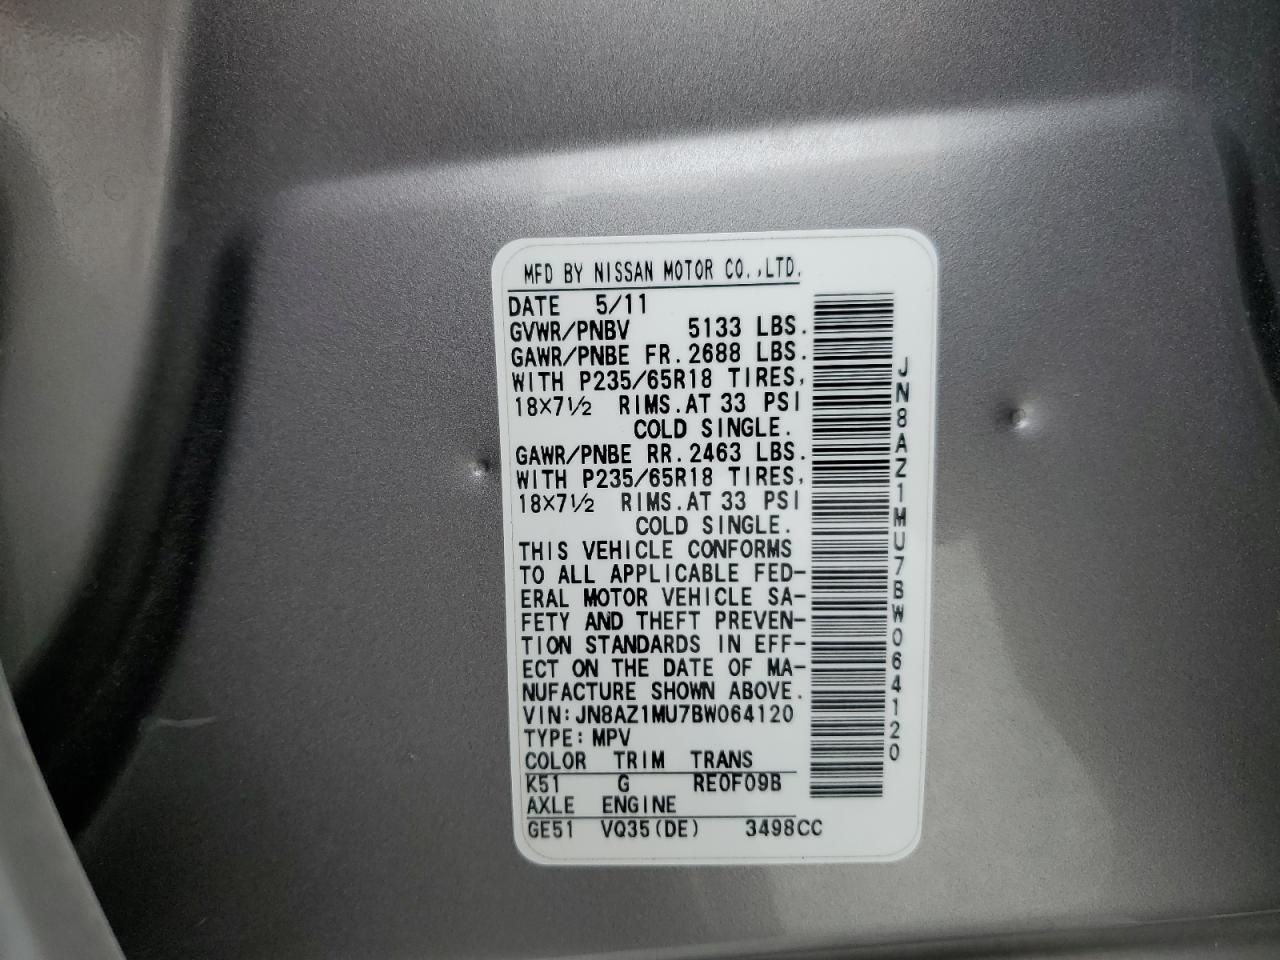 MFD BY NISSAN MOTOR CO.,LTD.
DATE 5/11
GVWR/PNBV 5133 LBS.
GAWR/PNBE FR. 2688 LBS.
WITH P235/65R18 TIRES,
18×7½ RIMS.AT 33 PSI
COLD SINGLE.
GAWR/PNBE RR. 2463 LBS.
WITH P235/65R18 TIRES,
18×7½ RIMS.AT 33 PSI
COLD SINGLE.
THIS VEHICLE CONFORMS
TO ALL APPLICABLE FED-
ERAL MOTOR VEHICLE SA-
FETY AND THEFT PREVEN-
TION STANDARDS IN EFF-
ECT ON THE DATE OF MA-
NUFACTURE SHOWN ABOVE.
VIN:JN8AZ1MU7BW064120
TYPE:MPV
COLOR TRIM TRANS
K51 G RE0F09B
AXLE ENGINE
GE51 VQ35(DE) 3498CC
JN8AZ1MU7BW064120